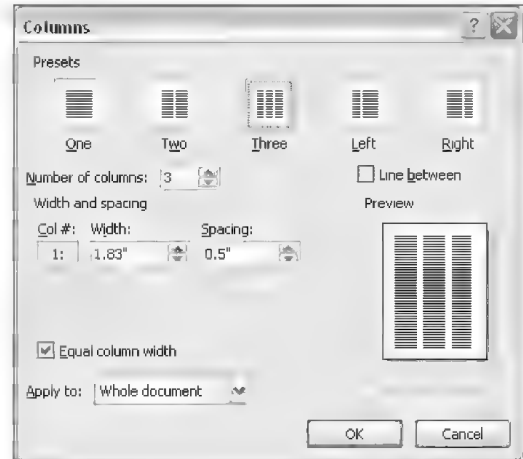 Columns ?
Presets
One Two Three Left Right
Number of columns: 3 Line between
Width and spacing Preview
Col #: Width: Spacing:
1: 1.83" 0.5"
Equal column width
Apply to: Whole document
OK Cancel